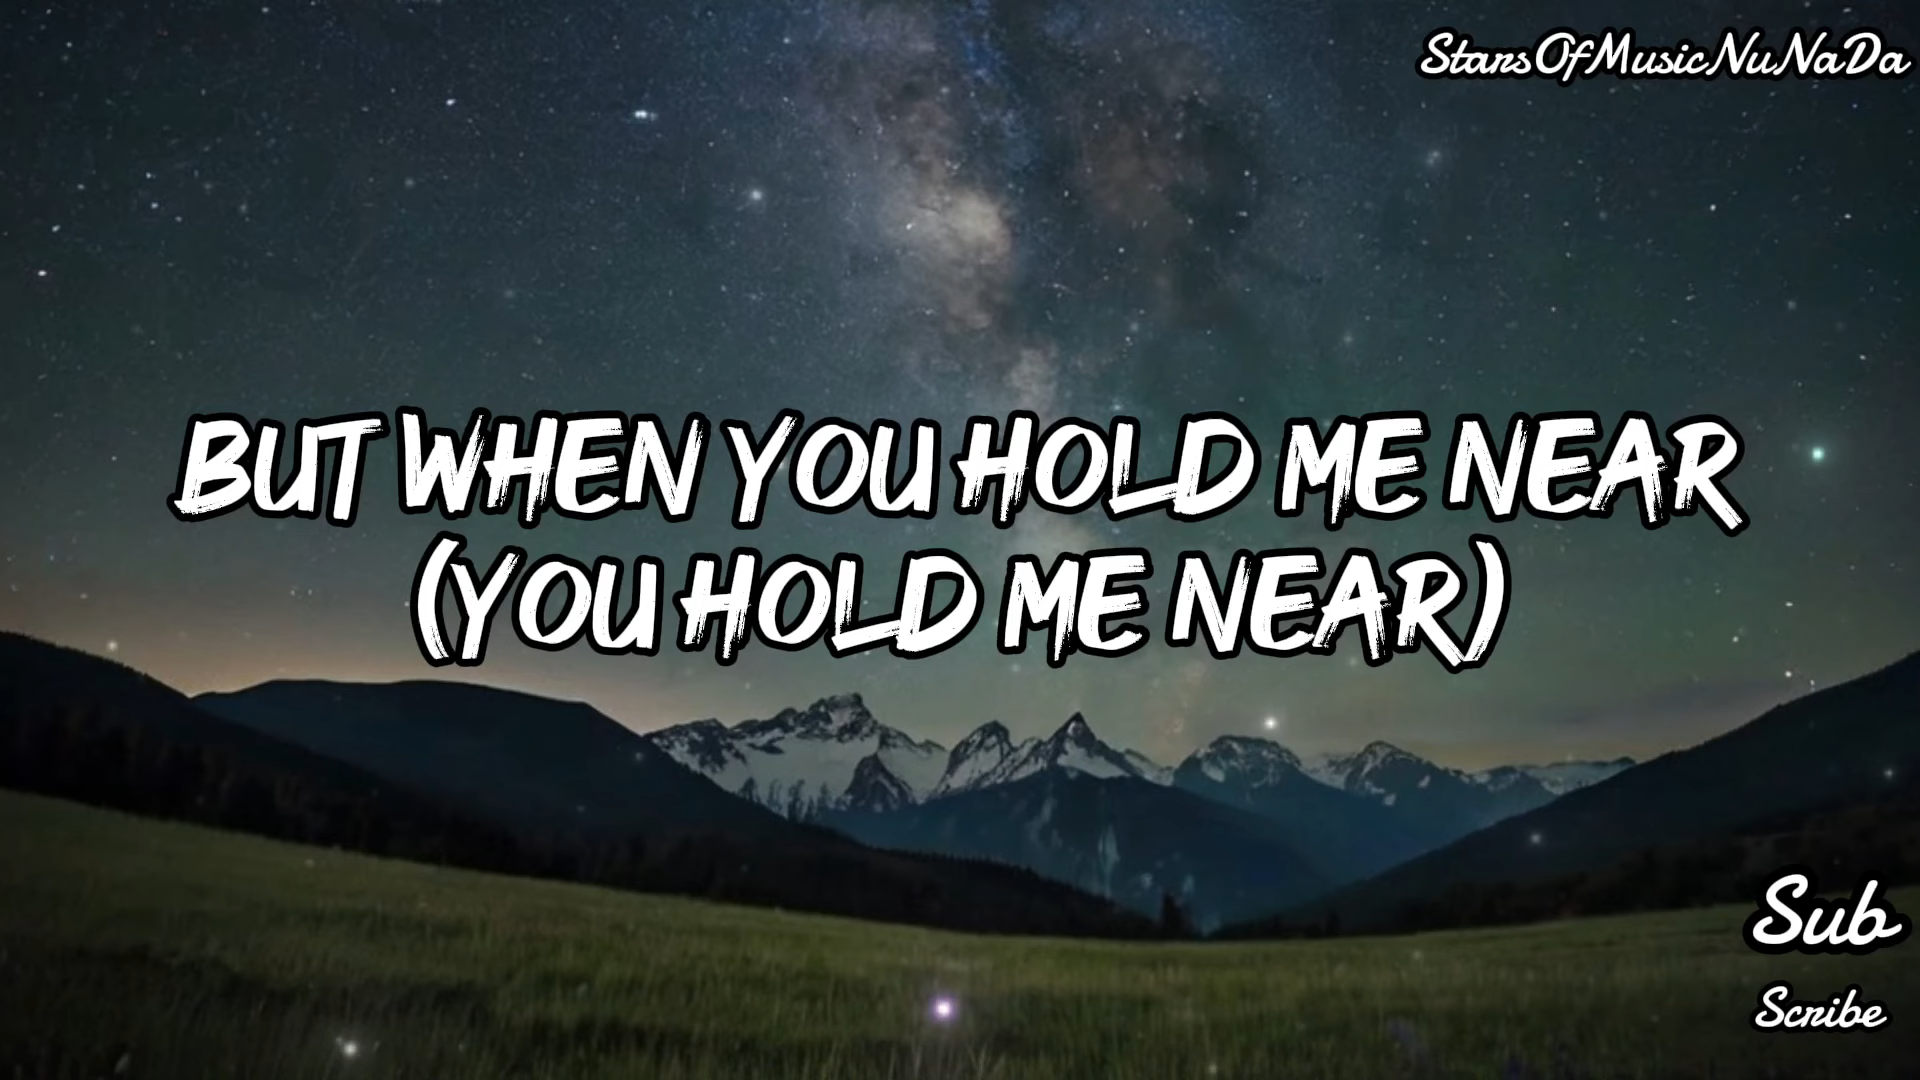 StarsOfMusicNuNaDa
BUT WHEN YOU HOLD ME NEAR
(YOU HOLD ME NEAR)
Sub
Scribe